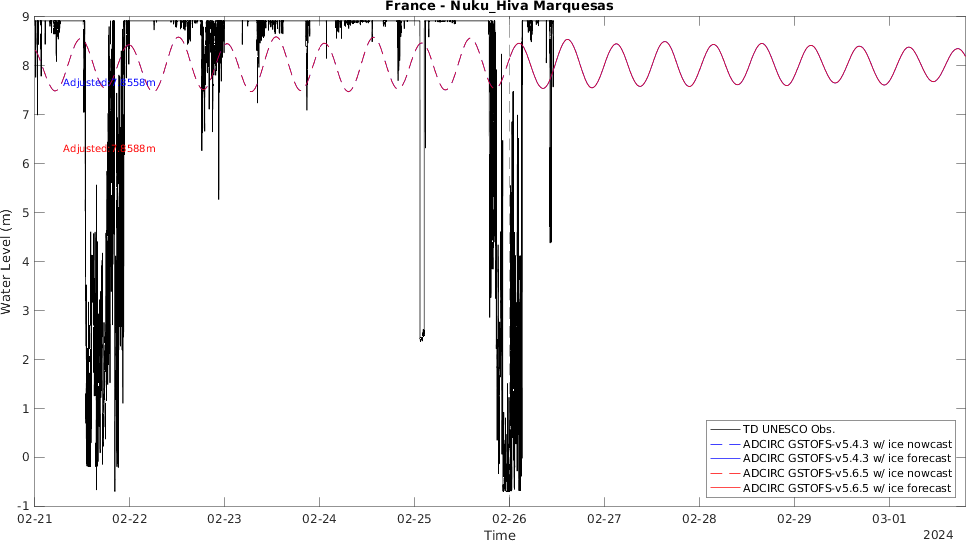 France - Nuku_Hiva Marquesas
9
8
7
6
5
4
3
2
1
0
-1
Water Level (m)
Adjusted
Adjusted
TD UNESCO Obs.
ADCIRC GSTOFS-v5.4.3 w/ ice nowcast
ADCIRC GSTOFS-v5.4.3 w/ ice forecast
ADCIRC GSTOFS-v5.6.5 w/ ice nowcast
ADCIRC GSTOFS-v5.6.5 w/ ice forecast
02-21 02-22 02-23 02-24 02-25 02-26 02-27 02-28 02-29 03-01
Time
2024